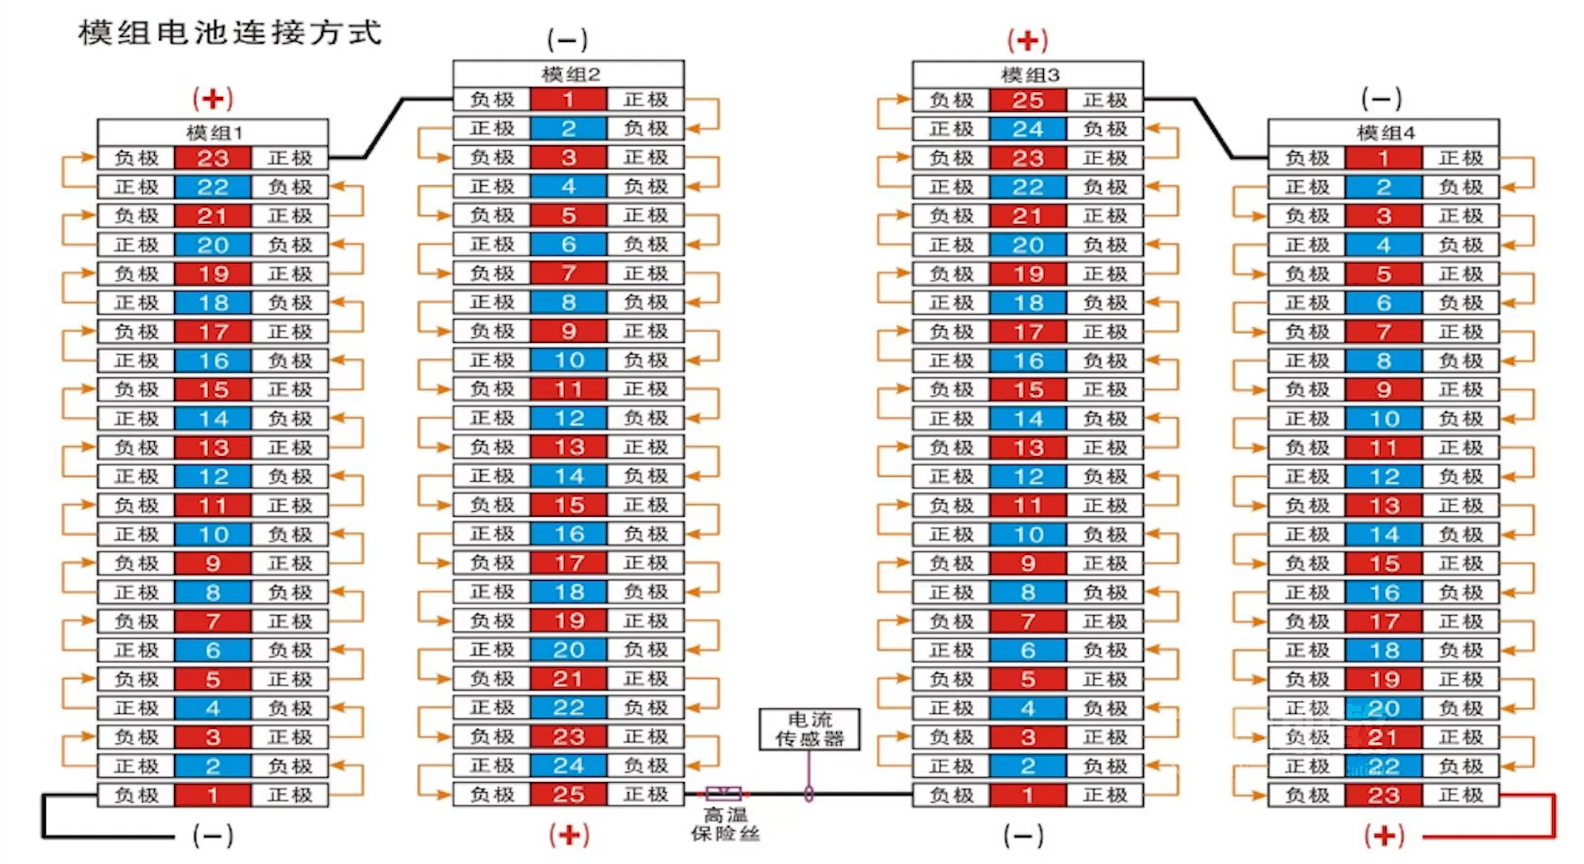 模组电池连接方式
(+)
模组1
负极 23 正极
正极 22 负极
负极 21 正极
正极 20 负极
负极 19 正极
正极 18 负极
负极 17 正极
正极 16 负极
负极 15 正极
正极 14 负极
负极 13 正极
正极 12 负极
负极 11 正极
正极 10 负极
负极 9 正极
正极 8 负极
负极 7 正极
正极 6 负极
负极 5 正极
正极 4 负极
负极 3 正极
正极 2 负极
负极 1 正极
(−)
(−)
模组2
负极 1 正极
正极 2 负极
负极 3 正极
正极 4 负极
负极 5 正极
正极 6 负极
负极 7 正极
正极 8 负极
负极 9 正极
正极 10 负极
负极 11 正极
正极 12 负极
负极 13 正极
正极 14 负极
负极 15 正极
正极 16 负极
负极 17 正极
正极 18 负极
负极 19 正极
正极 20 负极
负极 21 正极
正极 22 负极
负极 23 正极
正极 24 负极
负极 25 正极
(+)
高温
保险丝
电流
传感器
(+)
模组3
负极 25 正极
正极 24 负极
负极 23 正极
正极 22 负极
负极 21 正极
正极 20 负极
负极 19 正极
正极 18 负极
负极 17 正极
正极 16 负极
负极 15 正极
正极 14 负极
负极 13 正极
正极 12 负极
负极 11 正极
正极 10 负极
负极 9 正极
正极 8 负极
负极 7 正极
正极 6 负极
负极 5 正极
正极 4 负极
负极 3 正极
正极 2 负极
负极 1 正极
(−)
(−)
模组4
负极 1 正极
正极 2 负极
负极 3 正极
正极 4 负极
负极 5 正极
正极 6 负极
负极 7 正极
正极 8 负极
负极 9 正极
正极 10 负极
负极 11 正极
正极 12 负极
负极 13 正极
正极 14 负极
负极 15 正极
正极 16 负极
负极 17 正极
正极 18 负极
负极 19 正极
正极 20 负极
负极 21 正极
正极 22 负极
负极 23 正极
(+)